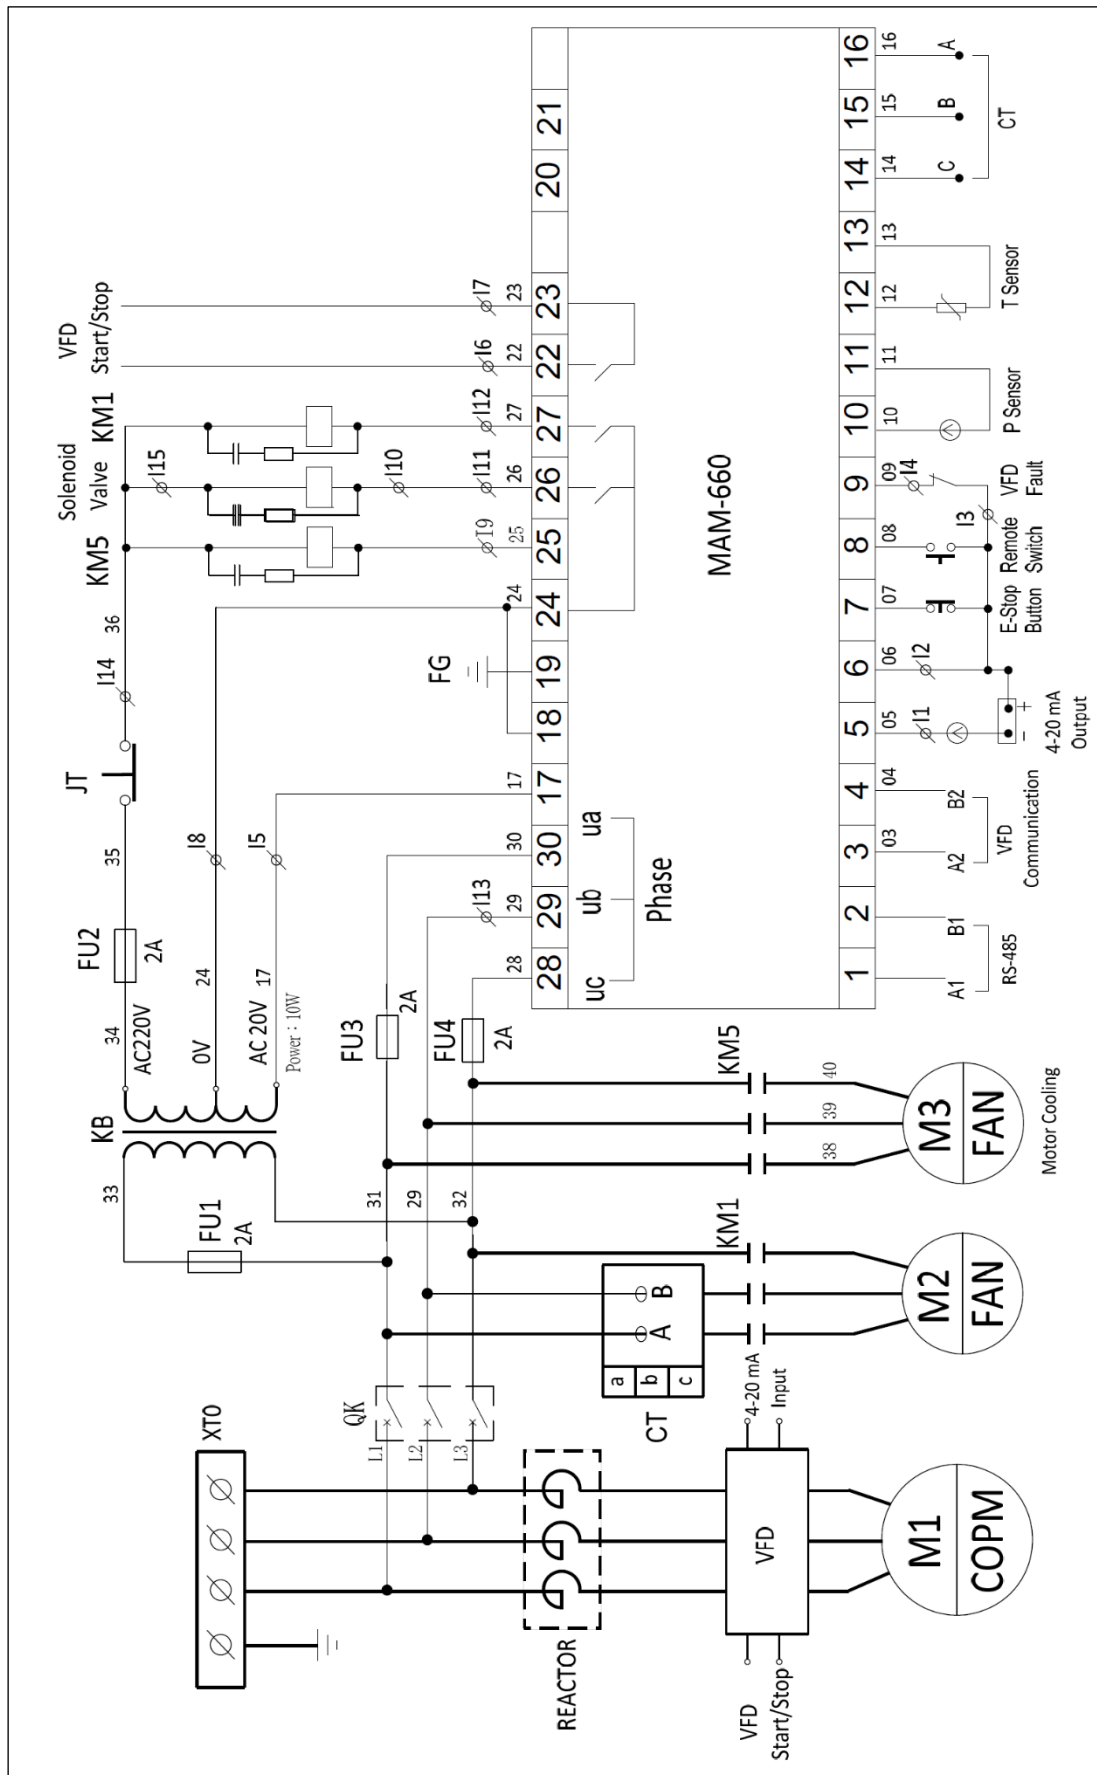 XT0
REACTOR
VFD
Start/Stop
VFD
4-20 mA
Input
M1
COPM
QK
L1
L2
L3
CT
a
b
c
A
B
KM1
M2
FAN
KM5
38
39
40
M3
FAN
Motor Cooling
33
FU1
2A
KB
31
29
32
34
AC220V
0V
AC 20V
Power : 10W
FU2
2A
24
17
35
I8
I5
JT
I14
36
FU3
2A
FU4
2A
KM5
Solenoid
Valve
KM1
VFD
Start/Stop
I15
I10
I13
I9
I11
I12
I6
I7
28
29
30
17
24
25
26
27
22
23
FG
28
29
30
17
18
19
24
25
26
27
22
23
20
21
uc
ub
ua
Phase
MAM-660
1
2
3
4
5
6
7
8
9
10
11
12
13
14
15
16
03
04
05
06
07
08
09
10
11
12
13
14
15
16
A1
B1
RS-485
A2
B2
VFD
Communication
I1
I2
-
+
4-20 mA
Output
E-Stop
Button
Remote
Switch
I3
I4
VFD
Fault
P Sensor
T Sensor
C
B
A
CT